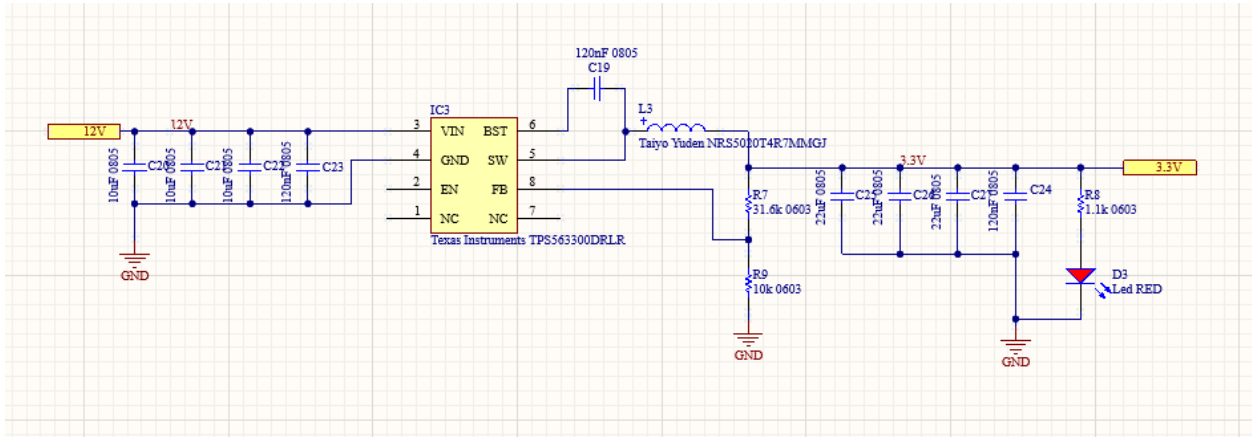 120nF 0805
C19
IC3
L3
12V
12V
3
VIN
BST
6
Taiyo Yuden NRS5020T4R7MMGJ
10uF 0805
C20
10uF 0805
C21
10uF 0805
C22
120nF 0805
C23
4
GND
SW
5
3.3V
3.3V
2
EN
FB
8
R7
31.6k 0603
22uF 0805
C25
22uF 0805
C26
22uF 0805
C27
120nF 0805
C24
R8
1.1k 0603
1
NC
NC
7
Texas Instruments TPS563300DRLR
GND
R9
10k 0603
D3
Led RED
GND
GND